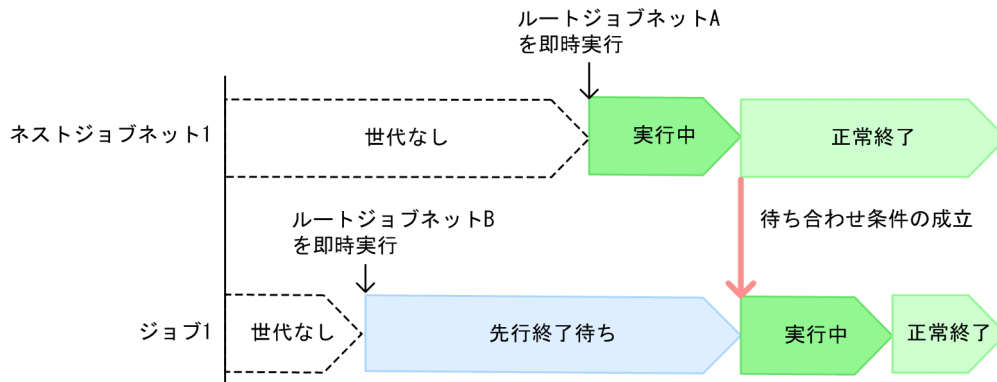 ルートジョブネットA
を即時実行
ネストジョブネット1
世代なし
実行中
正常終了
ルートジョブネットB
を即時実行
待ち合わせ条件の成立
ジョブ1
世代なし
先行終了待ち
実行中
正常終了